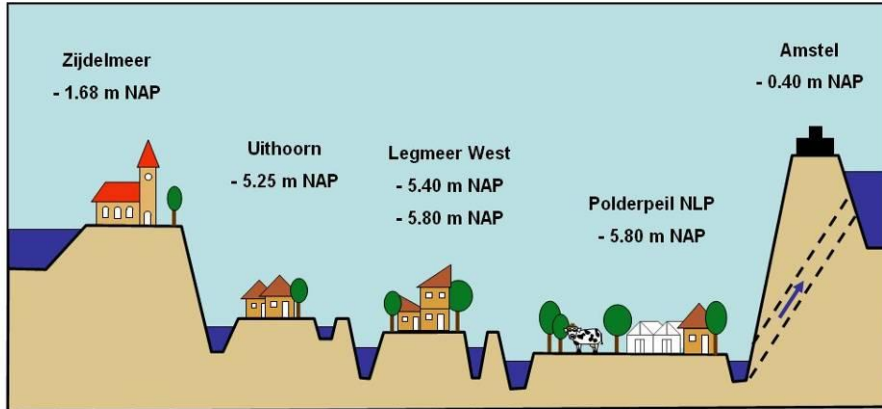 Zijdelmeer
- 1.68 m NAP
Uithoorn
- 5.25 m NAP
Legmeer West
- 5.40 m NAP
- 5.80 m NAP
Polderpeil NLP
- 5.80 m NAP
Amstel
- 0.40 m NAP